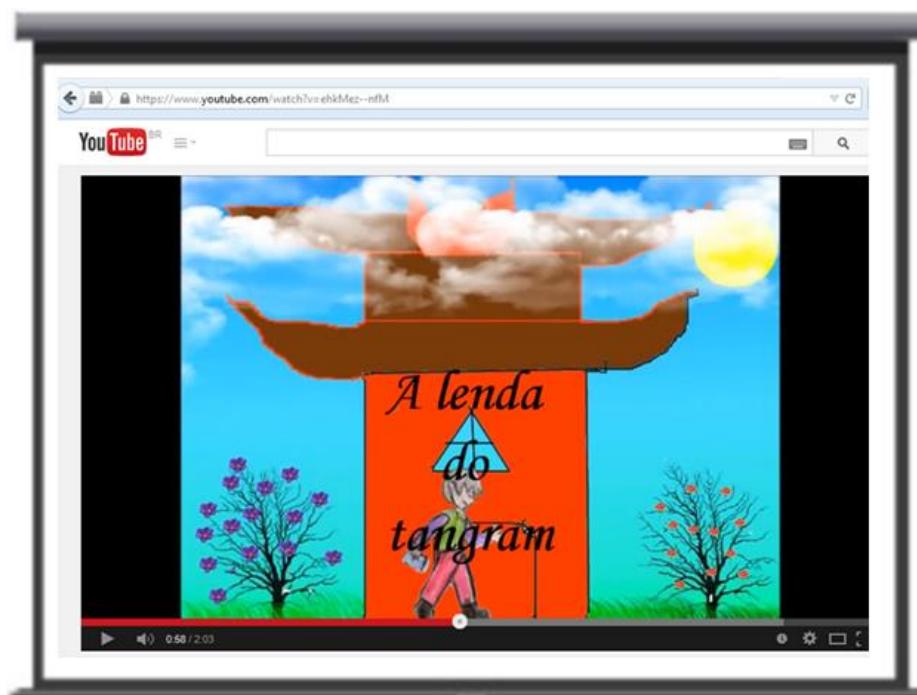 https://www.youtube.com/watch?v=ehkMez--nfM
YouTube BR
A lenda
do
tangram
0:58 / 2:03